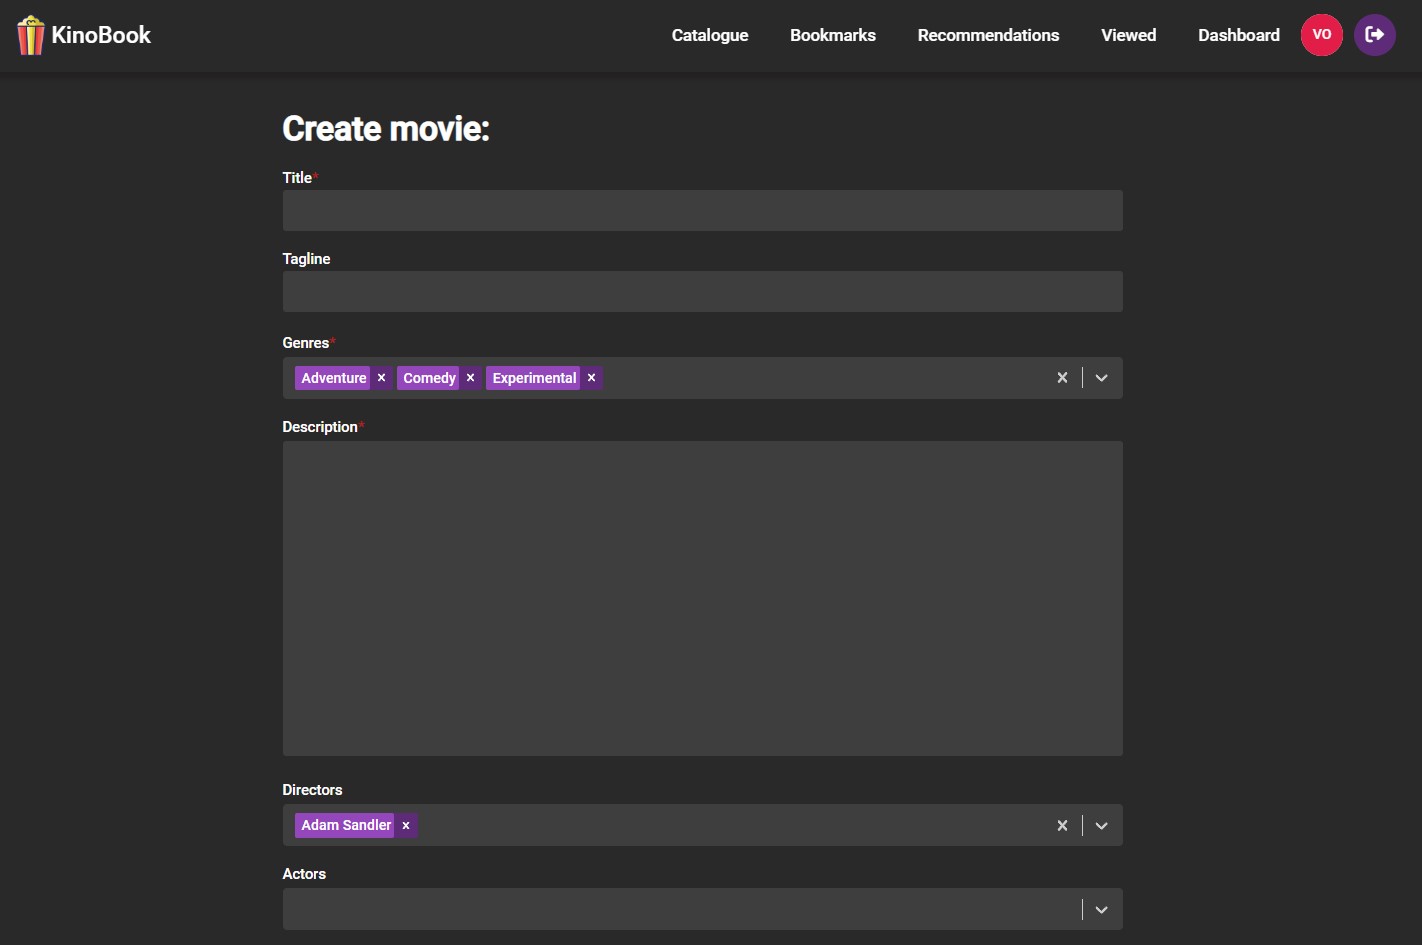 KinoBook Catalogue Bookmarks Recommendations Viewed Dashboard VO
Create movie:
Title*
Tagline
Genres*
Adventure × Comedy × Experimental ×
Description*
Directors
Adam Sandler ×
Actors